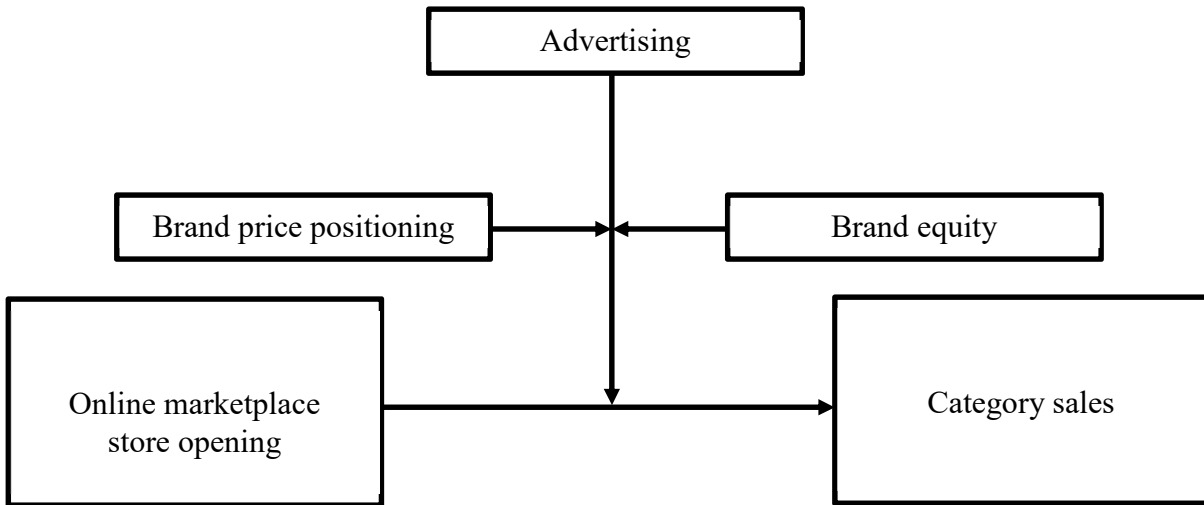 Advertising
Brand price positioning
Brand equity
Online marketplace
store opening
Category sales